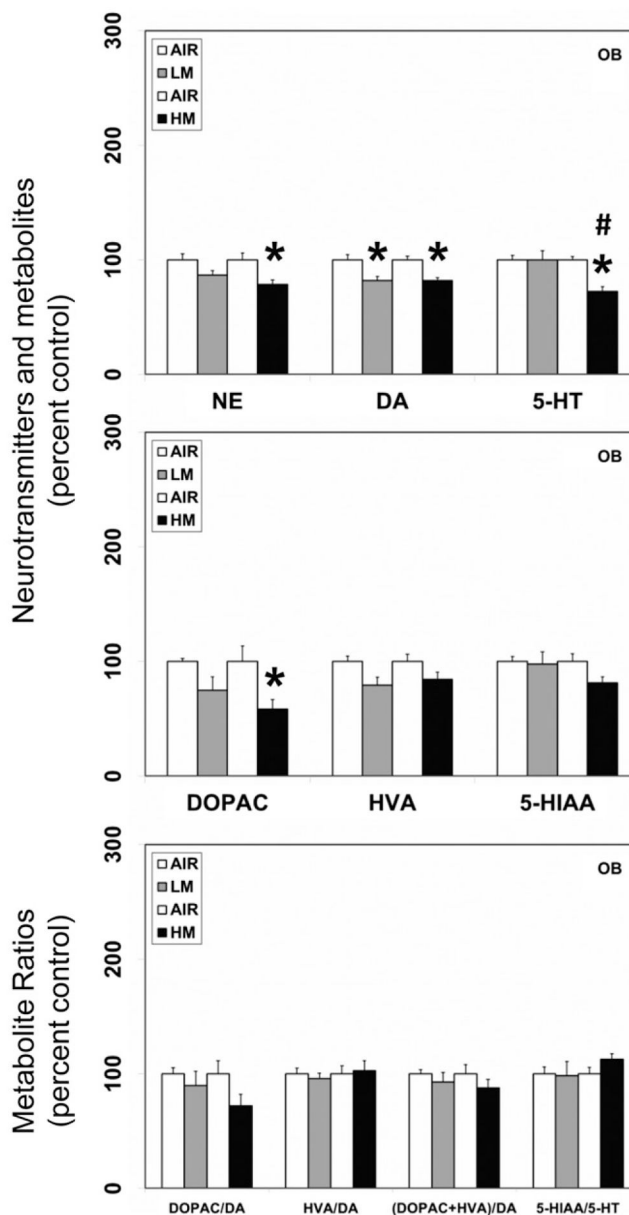 Neurotransmitters and metabolites
(percent control)
300
200
100
0
AIR
LM
AIR
HM
OB
*
*
*
#
*
NE DA 5-HT
300
200
100
0
AIR
LM
AIR
HM
OB
*
DOPAC HVA 5-HIAA
Metabolite Ratios
(percent control)
300
200
100
0
AIR
LM
AIR
HM
OB
DOPAC/DA HVA/DA (DOPAC+HVA)/DA 5-HIAA/5-HT